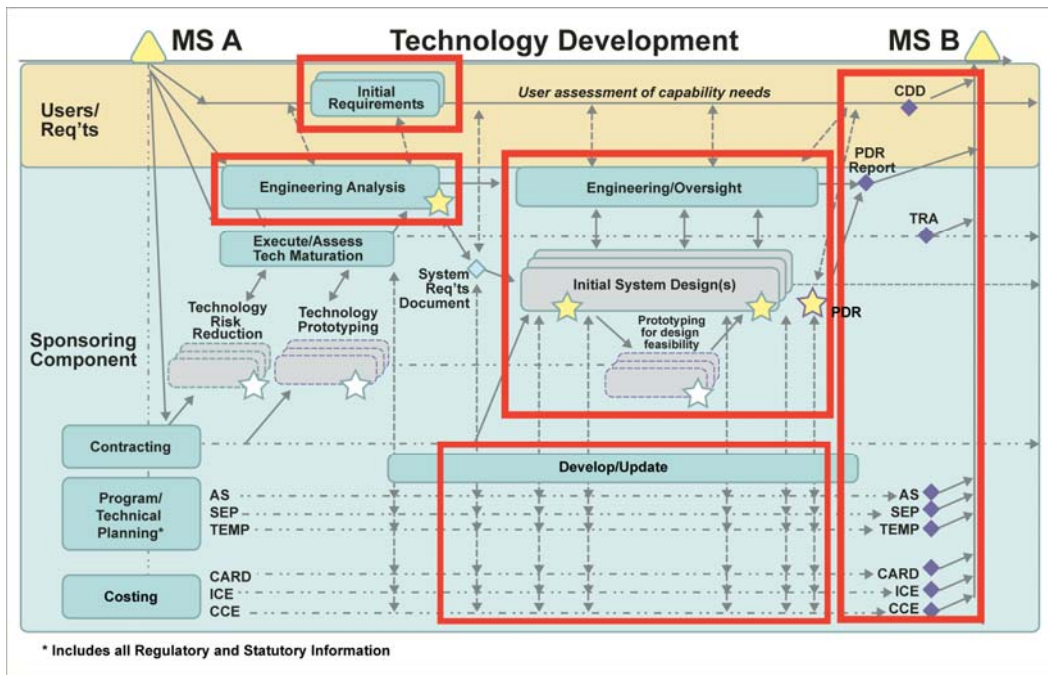 MS A
Technology Development
MS B
Users/
Req'ts
Initial
Requirements
User assessment of capability needs
CDD
PDR
Report
Engineering Analysis
Engineering/Oversight
TRA
Execute/Assess
Tech Maturation
System
Req'ts
Document
Initial System Design(s)
PDR
Sponsoring
Component
Technology
Risk
Reduction
Technology
Prototyping
Prototyping
for design
feasibility
Contracting
Develop/Update
Program/
Technical
Planning*
AS
SEP
TEMP
AS
SEP
TEMP
Costing
CARD
ICE
CCE
CARD
ICE
CCE
* Includes all Regulatory and Statutory Information